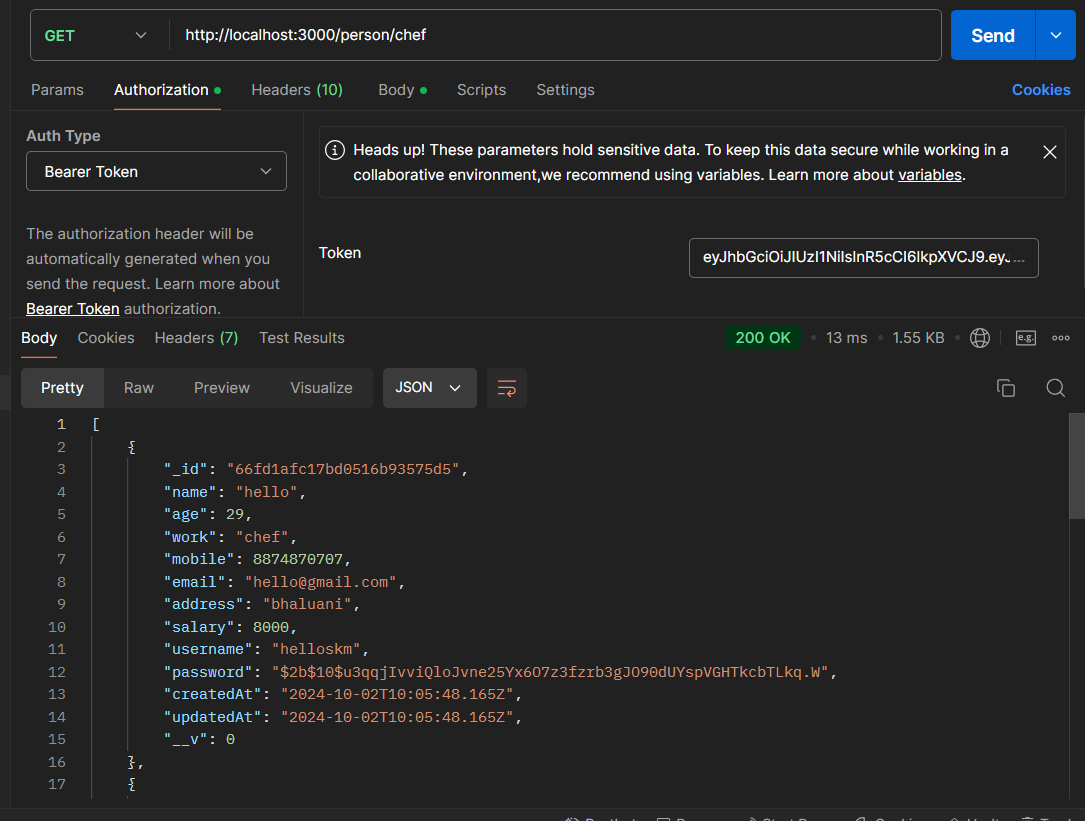 GET http://localhost:3000/person/chef Send
Params Authorization Headers (10) Body Scripts Settings Cookies
Auth Type
Bearer Token
The authorization header will be
automatically generated when you
send the request. Learn more about
Bearer Token authorization.
Heads up! These parameters hold sensitive data. To keep this data secure while working in a
collaborative environment,we recommend using variables. Learn more about variables.
Token eyJhbGciOiJIUzI1NiIsInR5cCI6IkpXVCJ9.eyJ...
Body Cookies Headers (7) Test Results 200 OK 13 ms 1.55 KB e.g.
Pretty Raw Preview Visualize JSON
1 [
2 {
3 "_id": "66fd1afc17bd0516b93575d5",
4 "name": "hello",
5 "age": 29,
6 "work": "chef",
7 "mobile": 8874870707,
8 "email": "hello@gmail.com",
9 "address": "bhaluani",
10 "salary": 8000,
11 "username": "helloskm",
12 "password": "$2b$10$u3qqjIvviQloJvne25Yx6O7z3fzrb3gJO90dUYspVGHTkcbTLkq.W",
13 "createdAt": "2024-10-02T10:05:48.165Z",
14 "updatedAt": "2024-10-02T10:05:48.165Z",
15 "__v": 0
16 },
17 {